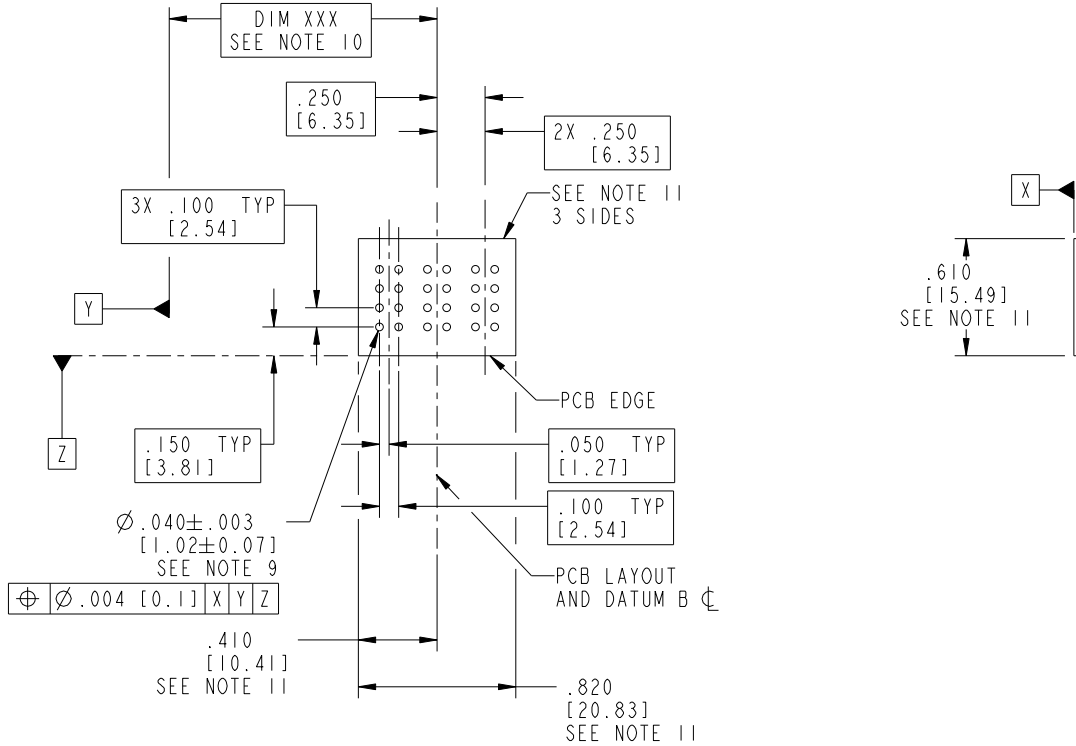 DIM XXX
SEE NOTE 10
.250
[6.35]
2X .250
[6.35]
SEE NOTE 11
3 SIDES
3X .100 TYP
[2.54]
X
.610
[15.49]
SEE NOTE 11
Y
PCB EDGE
Z
.150 TYP
[3.81]
.050 TYP
[1.27]
.100 TYP
[2.54]
Ø.040±.003
[1.02±0.07]
SEE NOTE 9
⌖ Ø.004 [0.1] X Y Z
PCB LAYOUT
AND DATUM B ℄
.410
[10.41]
SEE NOTE 11
.820
[20.83]
SEE NOTE 11